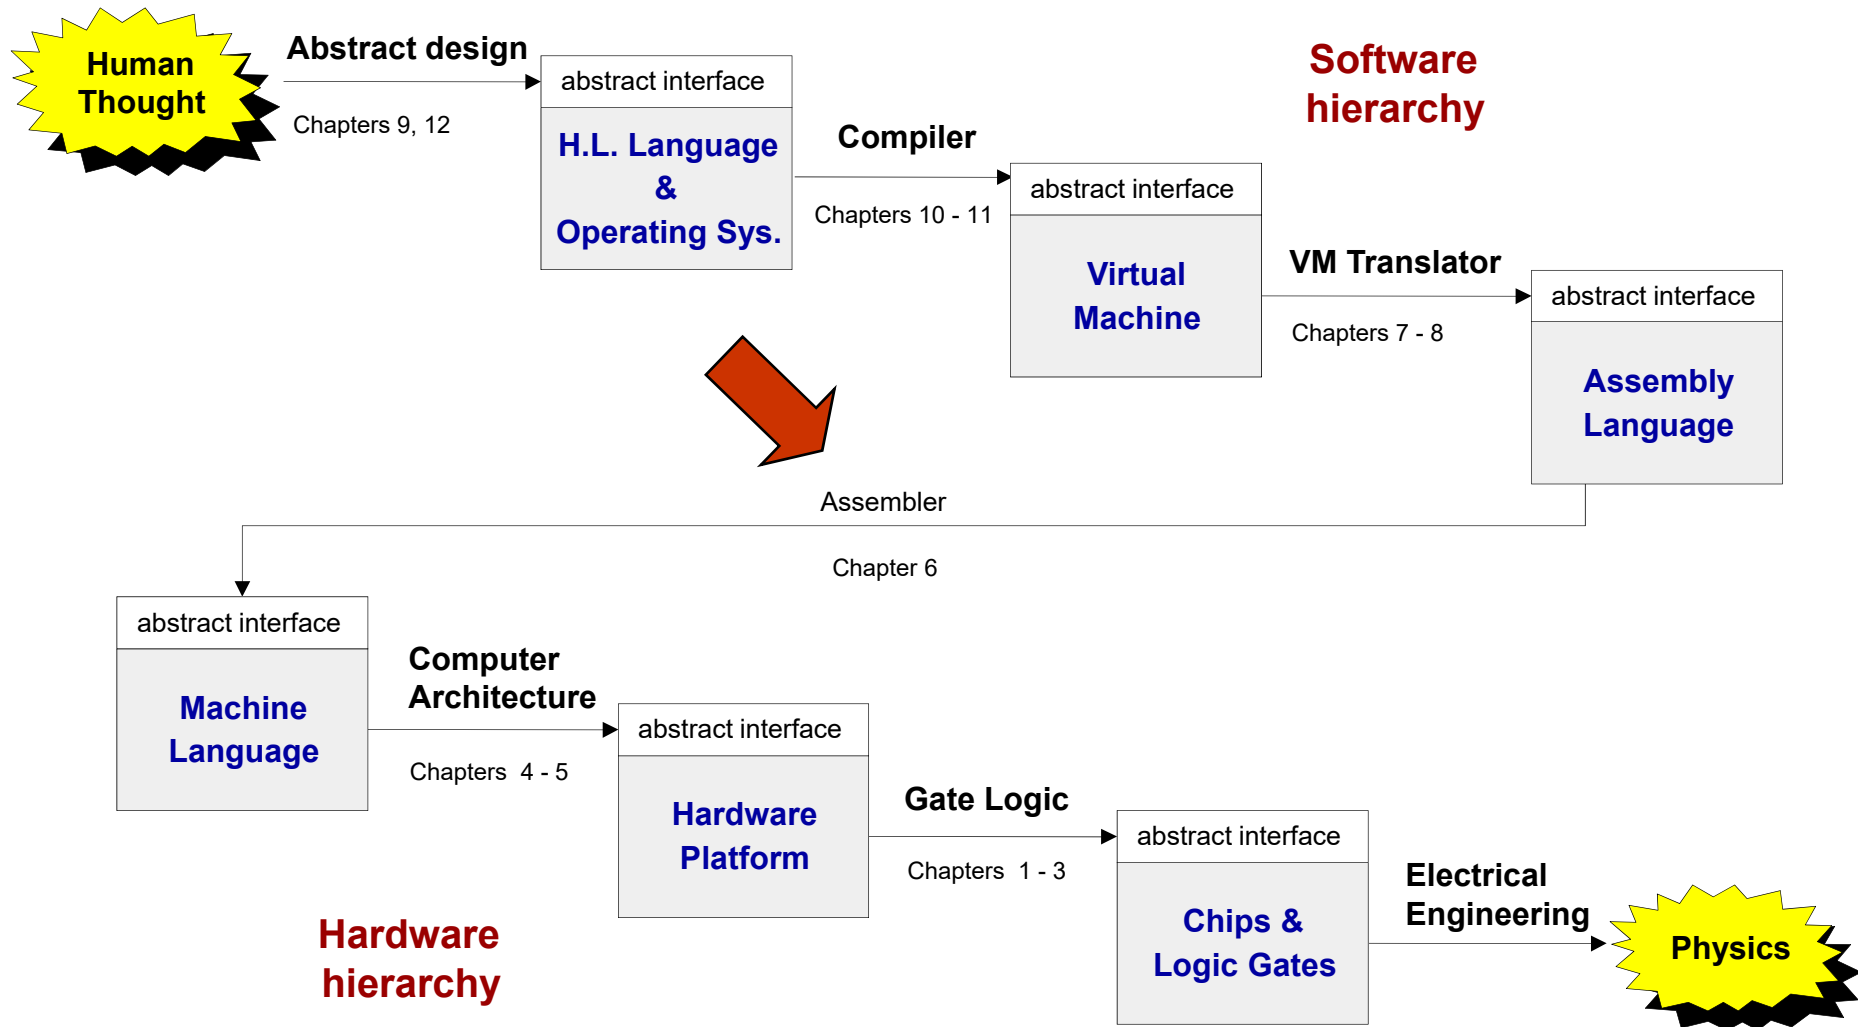 Human
Thought
Abstract design
Chapters 9, 12
abstract interface
H.L. Language
&
Operating Sys.
Compiler
Chapters 10 - 11
Software
hierarchy
abstract interface
Virtual
Machine
VM Translator
Chapters 7 - 8
abstract interface
Assembly
Language
Assembler
Chapter 6
abstract interface
Machine
Language
Computer
Architecture
Chapters 4 - 5
abstract interface
Hardware
Platform
Gate Logic
Chapters 1 - 3
abstract interface
Chips &
Logic Gates
Electrical
Engineering
Physics
Hardware
hierarchy